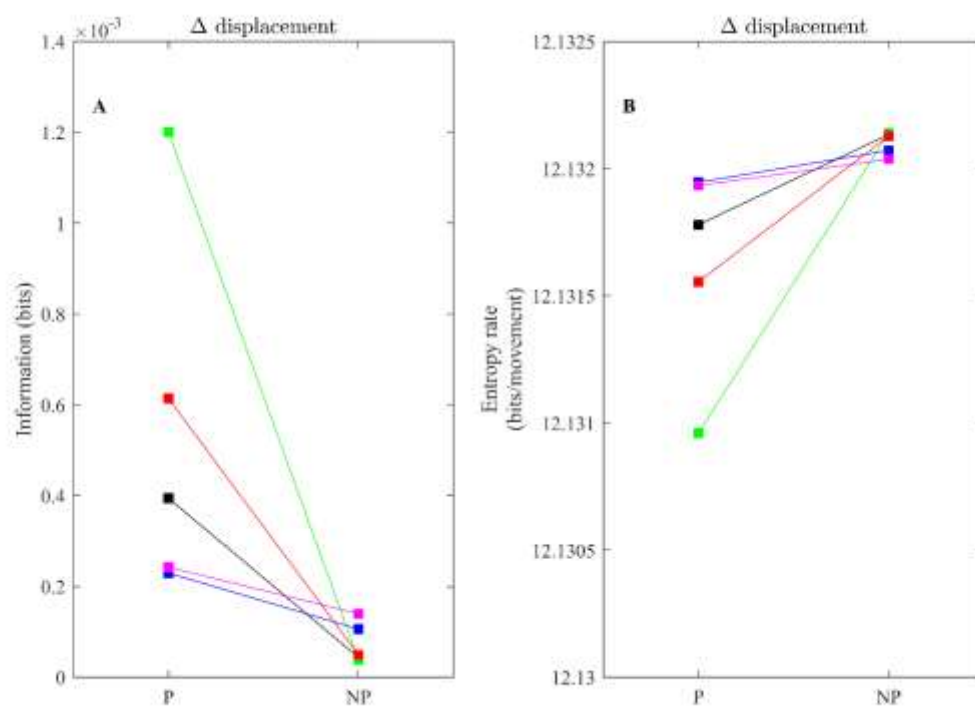 ×10⁻³
Δ displacement
1.4
A
1.2
1
0.8
0.6
0.4
0.2
0
Information (bits)
P
NP
Δ displacement
12.1325
B
12.132
12.1315
12.131
12.1305
12.13
Entropy rate
(bits/movement)
P
NP